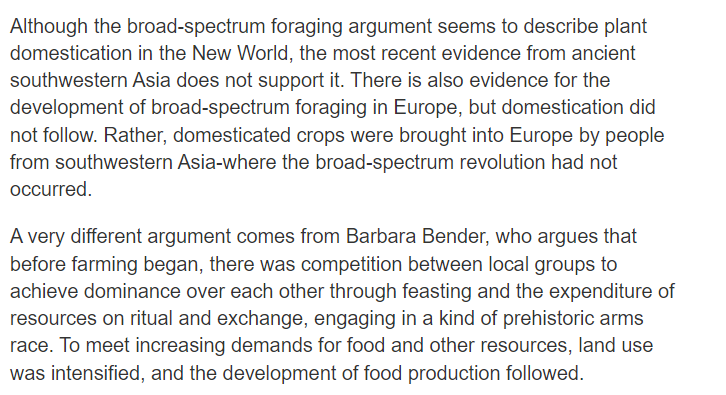 Although the broad-spectrum foraging argument seems to describe plant
domestication in the New World, the most recent evidence from ancient
southwestern Asia does not support it. There is also evidence for the
development of broad-spectrum foraging in Europe, but domestication did
not follow. Rather, domesticated crops were brought into Europe by people
from southwestern Asia-where the broad-spectrum revolution had not
occurred.
A very different argument comes from Barbara Bender, who argues that
before farming began, there was competition between local groups to
achieve dominance over each other through feasting and the expenditure of
resources on ritual and exchange, engaging in a kind of prehistoric arms
race. To meet increasing demands for food and other resources, land use
was intensified, and the development of food production followed.